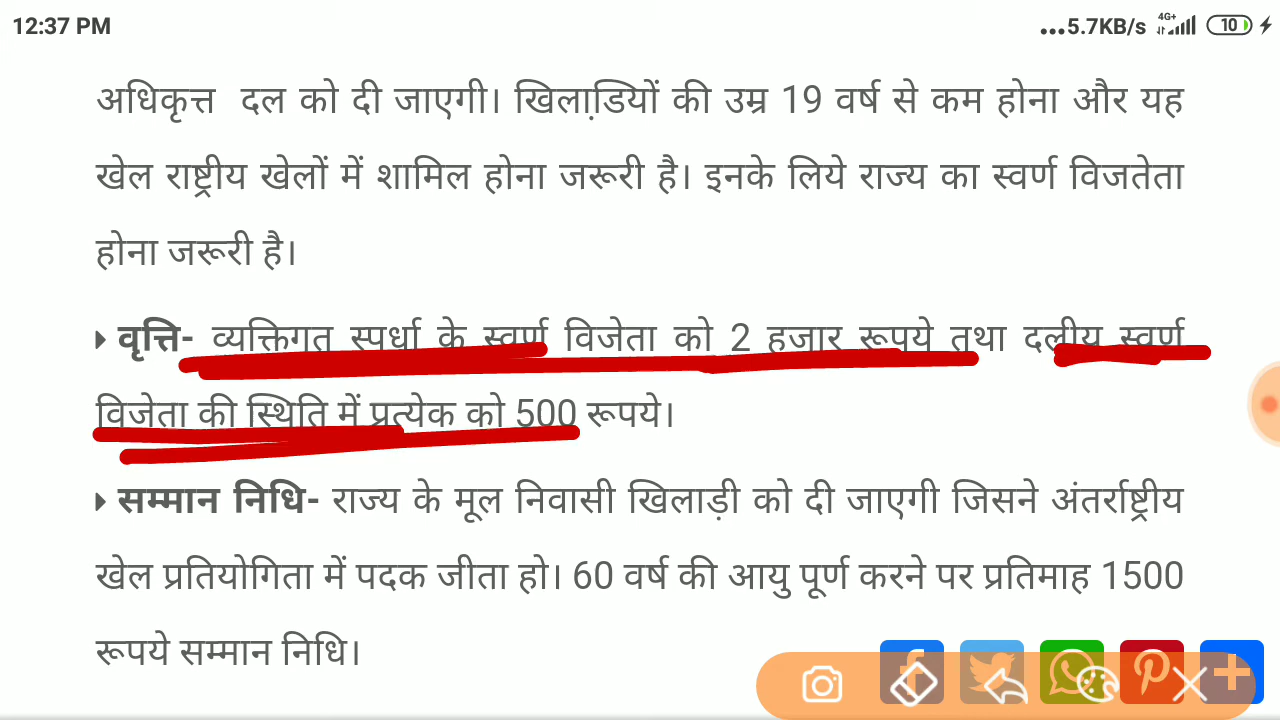 12:37 PM
...5.7KB/s 4G+ 10
अधिकृत्त दल को दी जाएगी। खिलाडि़यों की उम्र 19 वर्ष से कम होना और यह
खेल राष्ट्रीय खेलों में शामिल होना जरूरी है। इनके लिये राज्य का स्वर्ण विजतेता
होना जरूरी है।
वृत्ति- व्यक्तिगत स्पर्धा के स्वर्ण विजेता को 2 हजार रूपये तथा दलीय स्वर्ण
विजेता की स्थिति में प्रत्येक को 500 रूपये।
सम्मान निधि- राज्य के मूल निवासी खिलाड़ी को दी जाएगी जिसने अंतर्राष्ट्रीय
खेल प्रतियोगिता में पदक जीता हो। 60 वर्ष की आयु पूर्ण करने पर प्रतिमाह 1500
रूपये सम्मान निधि।